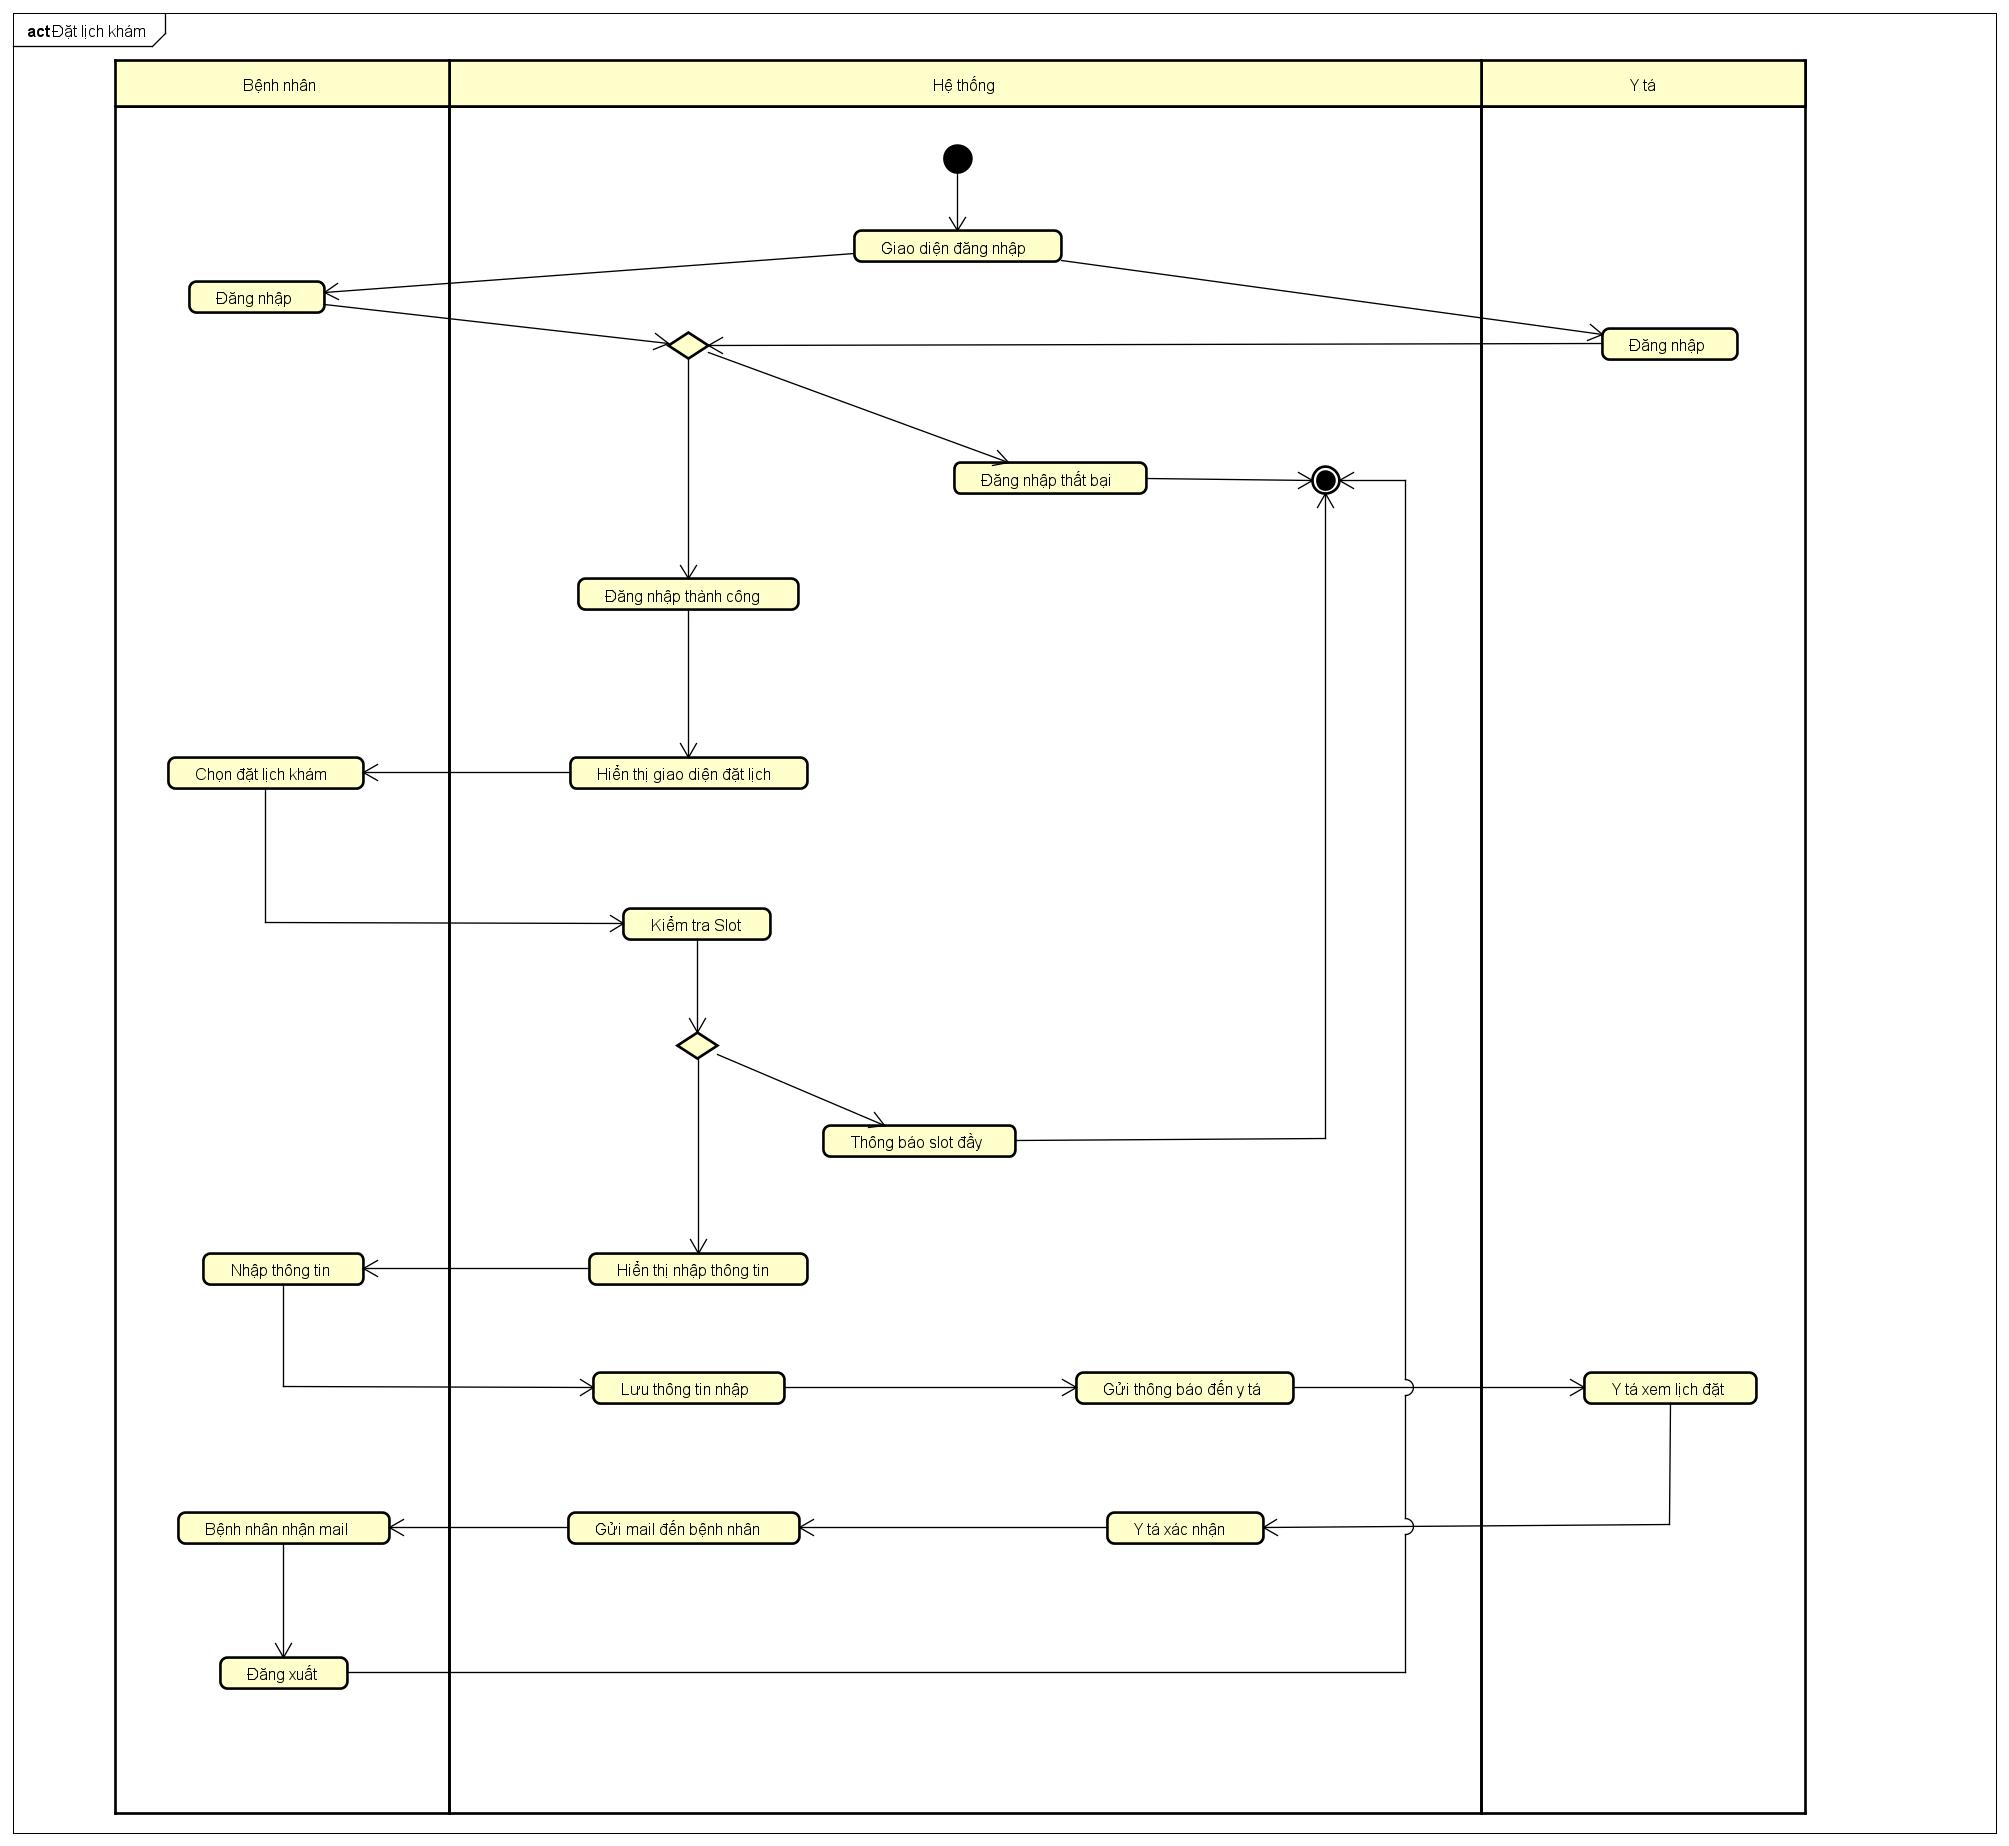 act Đặt lịch khám
Bệnh nhân
Hệ thống
Y tá
Giao diện đăng nhập
Đăng nhập
Đăng nhập
Đăng nhập thất bại
Đăng nhập thành công
Chọn đặt lịch khám
Hiển thị giao diện đặt lịch
Kiểm tra Slot
Thông báo slot đầy
Nhập thông tin
Hiển thị nhập thông tin
Lưu thông tin nhập
Gửi thông báo đến y tá
Y tá xem lịch đặt
Bệnh nhân nhận mail
Gửi mail đến bệnh nhân
Y tá xác nhận
Đăng xuất